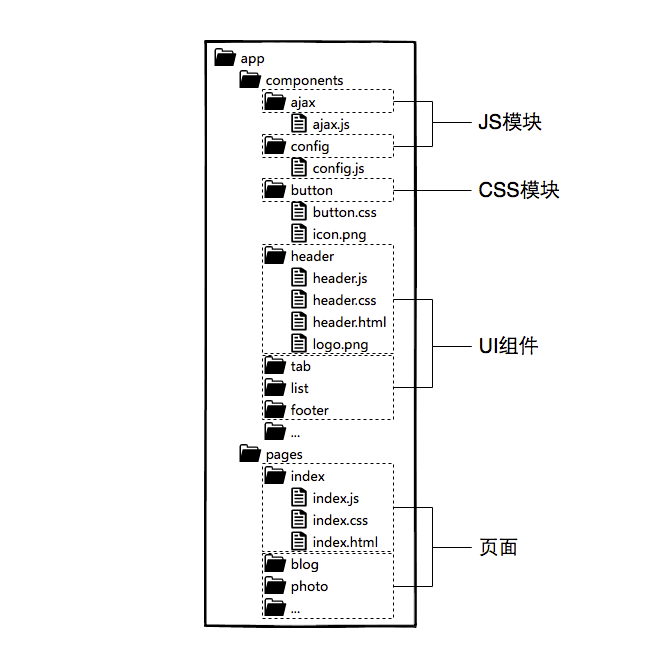 app
components
ajax
ajax.js
JS模块
config
config.js
button
CSS模块
button.css
icon.png
header
header.js
header.css
header.html
logo.png
UI组件
tab
list
footer
...
pages
index
index.js
index.css
index.html
页面
blog
photo
...